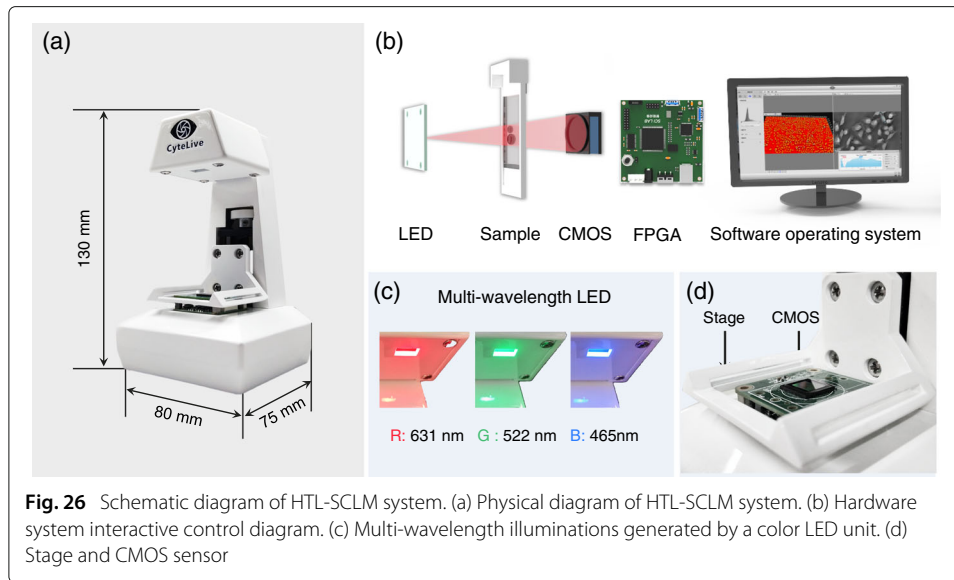 (a)
CyteLive
130 mm
80 mm
75 mm
(b)
LED
Sample
CMOS
FPGA
Software operating system
(c)
Multi-wavelength LED
R: 631 nm
G : 522 nm
B: 465nm
(d)
Stage
CMOS
Fig. 26 Schematic diagram of HTL-SCLM system. (a) Physical diagram of HTL-SCLM system. (b) Hardware
system interactive control diagram. (c) Multi-wavelength illuminations generated by a color LED unit. (d)
Stage and CMOS sensor